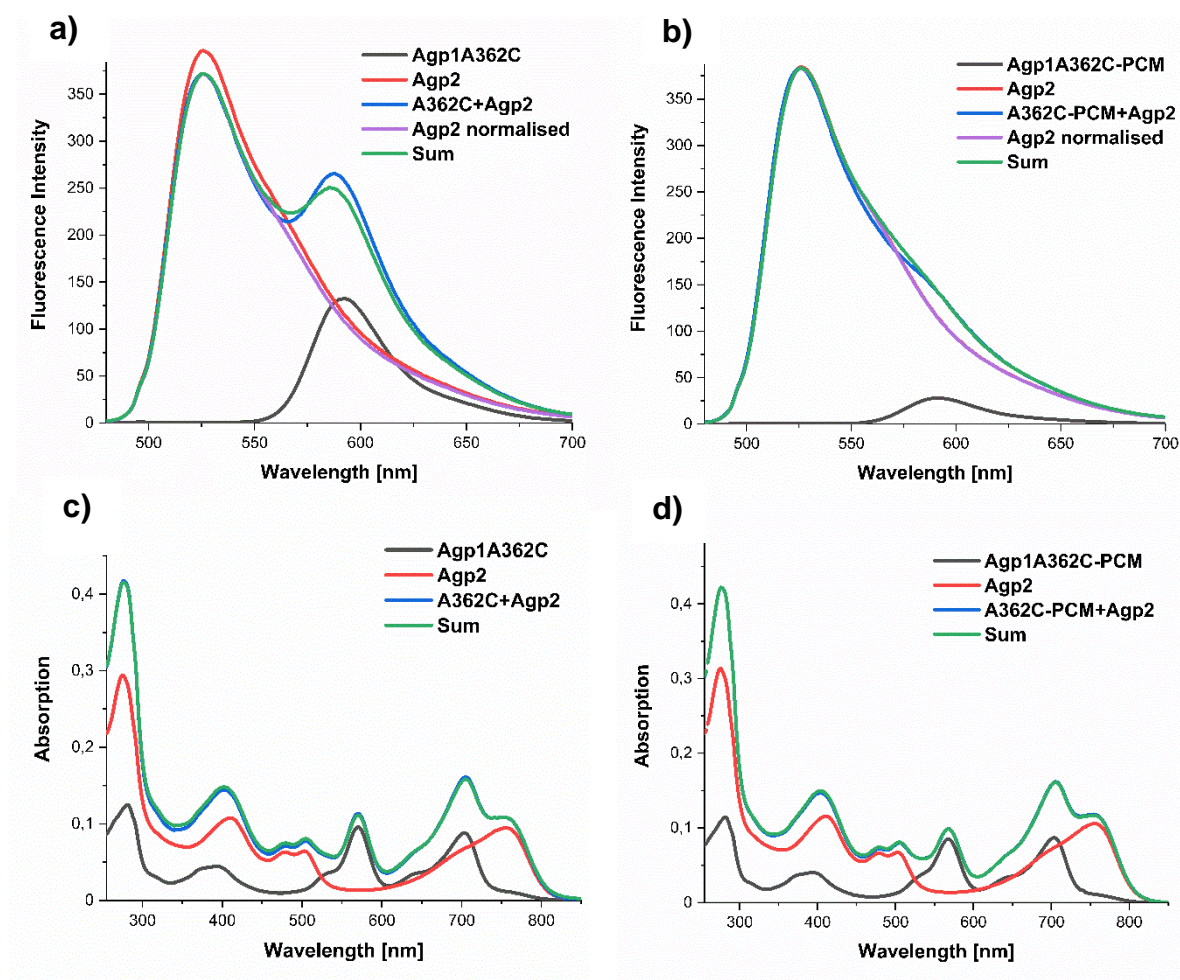 a)
Agp1A362C
Agp2
A362C+Agp2
Agp2 normalised
Sum
Fluorescence Intensity
350
300
250
200
150
100
50
0
500
550
600
650
700
Wavelength [nm]
b)
Agp1A362C-PCM
Agp2
A362C-PCM+Agp2
Agp2 normalised
Sum
Fluorescence Intensity
350
300
250
200
150
100
50
0
500
550
600
650
700
Wavelength [nm]
c)
Agp1A362C
Agp2
A362C+Agp2
Sum
Absorption
0,4
0,3
0,2
0,1
0
300
400
500
600
700
800
Wavelength [nm]
d)
Agp1A362C-PCM
Agp2
A362C-PCM+Agp2
Sum
Absorption
0,4
0,3
0,2
0,1
0
300
400
500
600
700
800
Wavelength [nm]